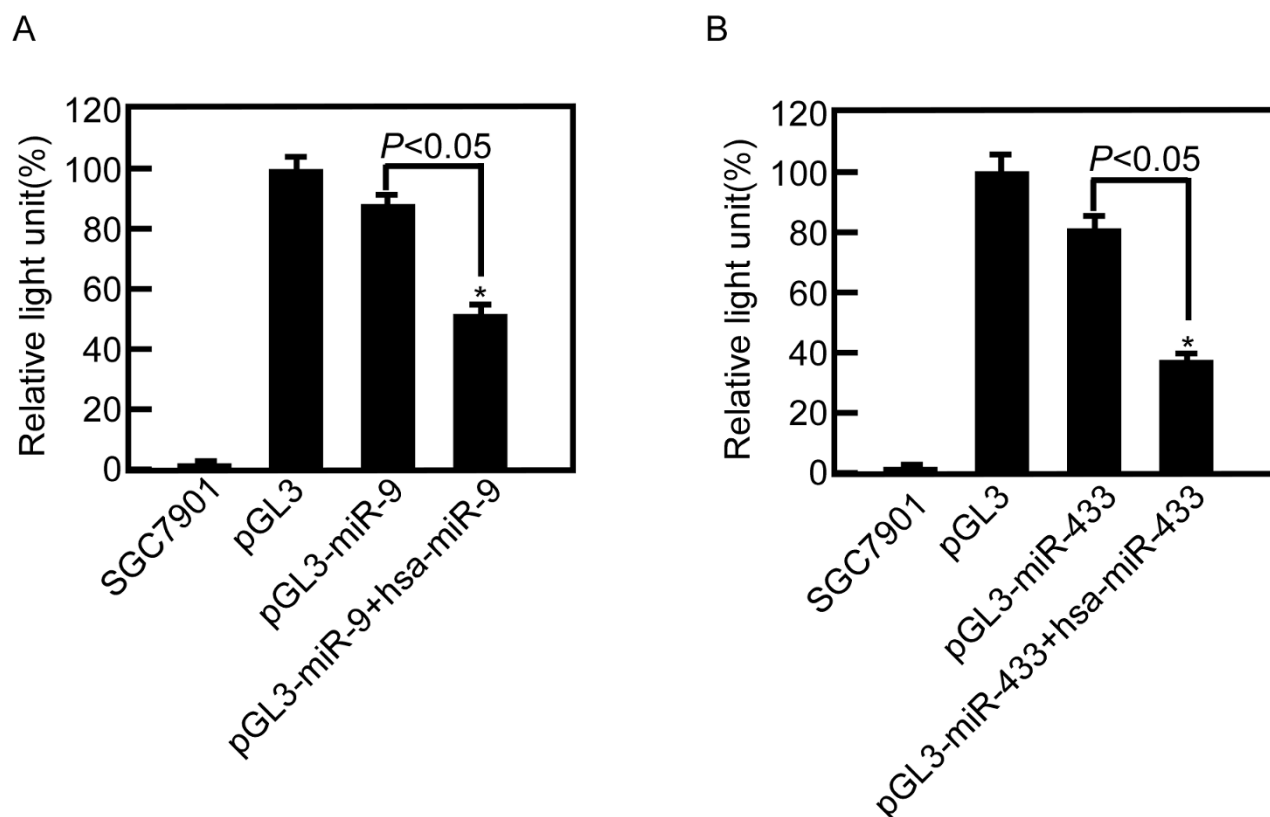 A
Relative light unit(%)
120
100
80
60
40
20
0
P<0.05
*
SGC7901
pGL3
pGL3-miR-9
pGL3-miR-9+hsa-miR-9
B
Relative light unit(%)
120
100
80
60
40
20
0
P<0.05
*
SGC7901
pGL3
pGL3-miR-433
pGL3-miR-433+hsa-miR-433